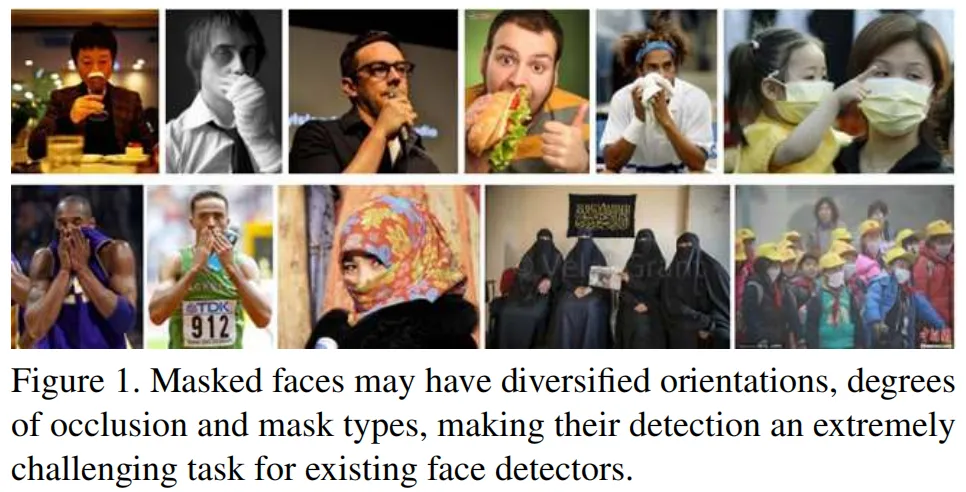 TDK
912
Figure 1. Masked faces may have diversified orientations, degrees
of occlusion and mask types, making their detection an extremely
challenging task for existing face detectors.